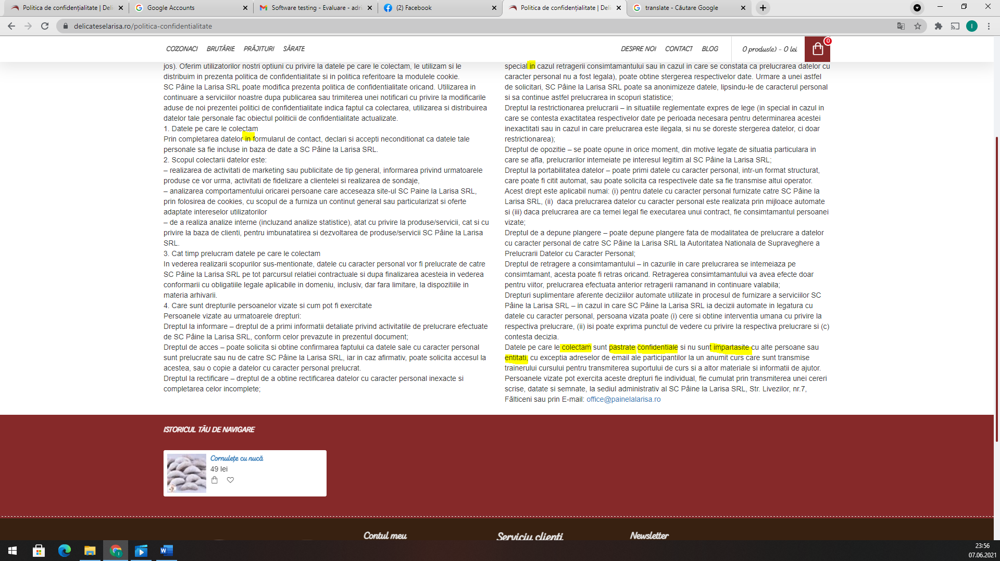 Politica de confidențialitate | Deli
Google Accounts
Software testing - Evaluare - adri
(2) Facebook
Politica de confidențialitate | Deli
translate - Căutare Google
delicateselarisa.ro/politica-confidentialitate
I
COZONACI BRUTĂRIE PRĂJITURI SĂRATE
DESPRE NOI CONTACT BLOG
0 produs(e) - 0 lei
0
jos). Oferim utilizatorilor nostri optiuni cu privire la datele pe care le colectam, le utilizam si le
distribuim in prezenta politica de confidentialitate si in politica referitoare la modulele cookie.
SC Pâine la Larisa SRL poate modifica prezenta politica de confidentialitate oricand. Utilizarea in
continuare a serviciilor noastre dupa publicarea sau trimiterea unei notificari cu privire la modificarile
aduse de noi prezentei politici de confidentialitate indica faptul ca colectarea, utilizarea si distribuirea
datelor tale personale fac obiectul politicii de confidentialitate actualizate.
1. Datele pe care le colectam
Prin completarea datelor in formularul de contact, declari si accepti neconditionat ca datele tale
personale sa fie incluse in baza de date a SC Pâine la Larisa SRL.
2. Scopul colectarii datelor este:
– realizarea de activitati de marketing sau publicitate de tip general, informarea privind urmatoarele
produse ce vor urma, activitati de fidelizare a clientelei si realizarea de sondaje,
– analizarea comportamentului oricarei persoane care acceseaza site-ul SC Paine la Larisa SRL,
prin folosirea de cookies, cu scopul de a furniza un continut general sau particularizat si oferte
adaptate intereselor utilizatorilor
– de a realiza analize interne (incluzand analize statistice), atat cu privire la produse/servicii, cat si cu
privire la baza de clienti, pentru imbunatatirea si dezvoltarea de produse/servicii SC Pâine la Larisa
SRL.
3. Cat timp prelucram datele pe care le colectam
In vederea realizarii scopurilor sus-mentionate, datele cu caracter personal vor fi prelucrate de catre
SC Pâine la Larisa SRL pe tot parcursul relatiei contractuale si dupa finalizarea acesteia in vederea
conformarii cu obligatiile legale aplicabile in domeniu, inclusiv, dar fara limitare, la dispozitiile in
materia arhivarii.
4. Care sunt drepturile persoanelor vizate si cum pot fi exercitate
Persoanele vizate au urmatoarele drepturi:
Dreptul la informare – dreptul de a primi informatii detaliate privind activitatile de prelucrare efectuate
de SC Pâine la Larisa SRL, conform celor prevazute in prezentul document;
Dreptul de acces – poate solicita si obtine confirmarea faptului ca datele sale cu caracter personal
sunt prelucrate sau nu de catre SC Pâine la Larisa SRL, iar in caz afirmativ, poate solicita accesul la
acestea, sau o copie a datelor cu caracter personal prelucrat.
Dreptul la rectificare – dreptul de a obtine rectificarea datelor cu caracter personal inexacte si
completarea celor incomplete;
special in cazul retragerii consimtamantului sau in cazul in care se constata ca prelucrarea datelor cu
caracter personal nu a fost legala), poate obtine stergerea respectivelor date. Urmare a unei astfel
de solicitari, SC Pâine la Larisa SRL poate sa anonimizeze datele, lipsindu-le de caracterul personal
si sa continue astfel prelucrarea in scopuri statistice;
Dreptul la restrictionarea prelucrarii – in situatiile reglementate expres de lege (in special in cazul in
care se contesta exactitatea respectivelor date pe perioada necesara pentru determinarea acestei
inexactitati sau in cazul in care prelucrarea este ilegala, si nu se doreste stergerea datelor, ci doar
restrictionarea);
Dreptul de opozitie – se poate opune in orice moment, din motive legate de situatia particulara in
care se afla, prelucrarilor intemeiate pe interesul legitim al SC Pâine la Larisa SRL;
Dreptul la portabilitatea datelor – poate primi datele cu caracter personal, intr-un format structurat,
care poate fi citit automat, sau poate solicita ca respectivele date sa fie transmise altui operator.
Acest drept este aplicabil numai: (i) pentru datele cu caracter personal furnizate catre SC Pâine la
Larisa SRL, (ii) daca prelucrarea datelor cu caracter personal este realizata prin mijloace automate
si (iii) daca prelucrarea are ca temei legal fie executarea unui contract, fie consimtamantul persoanei
vizate;
Dreptul de a depune plangere – poate depune plangere fata de modalitatea de prelucrare a datelor
cu caracter personal de catre SC Pâine la Larisa SRL la Autoritatea Nationala de Supraveghere a
Prelucrarii Datelor cu Caracter Personal;
Dreptul de retragere a consimtamantului – in cazurile in care prelucrarea se intemeiaza pe
consimtamant, acesta poate fi retras oricand. Retragerea consimtamantului va avea efecte doar
pentru viitor, prelucrarea efectuata anterior retragerii ramanand in continuare valabila;
Drepturi suplimentare aferente deciziilor automate utilizate in procesul de furnizare a serviciilor SC
Pâine la Larisa SRL – in cazul in care SC Pâine la Larisa SRL ia decizii automate in legatura cu
datele cu caracter personal, persoana vizata poate (i) cere si obtine interventia umana cu privire la
respectiva prelucrare, (ii) isi poate exprima punctul de vedere cu privire la respectiva prelucrare si (c)
contesta decizia.
Datele pe care le colectam sunt pastrate confidentiale si nu sunt impartasite cu alte persoane sau
entitati, cu exceptia adreselor de email ale participantilor la un anumit curs care sunt transmise
trainerului cursului pentru transmiterea suportului de curs si a altor materiale si informatii de ajutor.
Persoanele vizate pot exercita aceste drepturi fie individual, fie cumulat prin transmiterea unei cereri
scrise, datate si semnate, la sediul administrativ al SC Pâine la Larisa SRL, Str. Livezilor, nr.7,
Fălticeni sau prin E-mail: office@painelalarisa.ro
ISTORICUL TĂU DE NAVIGARE
Cornulețe cu nucă
49 lei
Contul meu
Serviciu clienti
Newsletter
23:56
07.06.2021